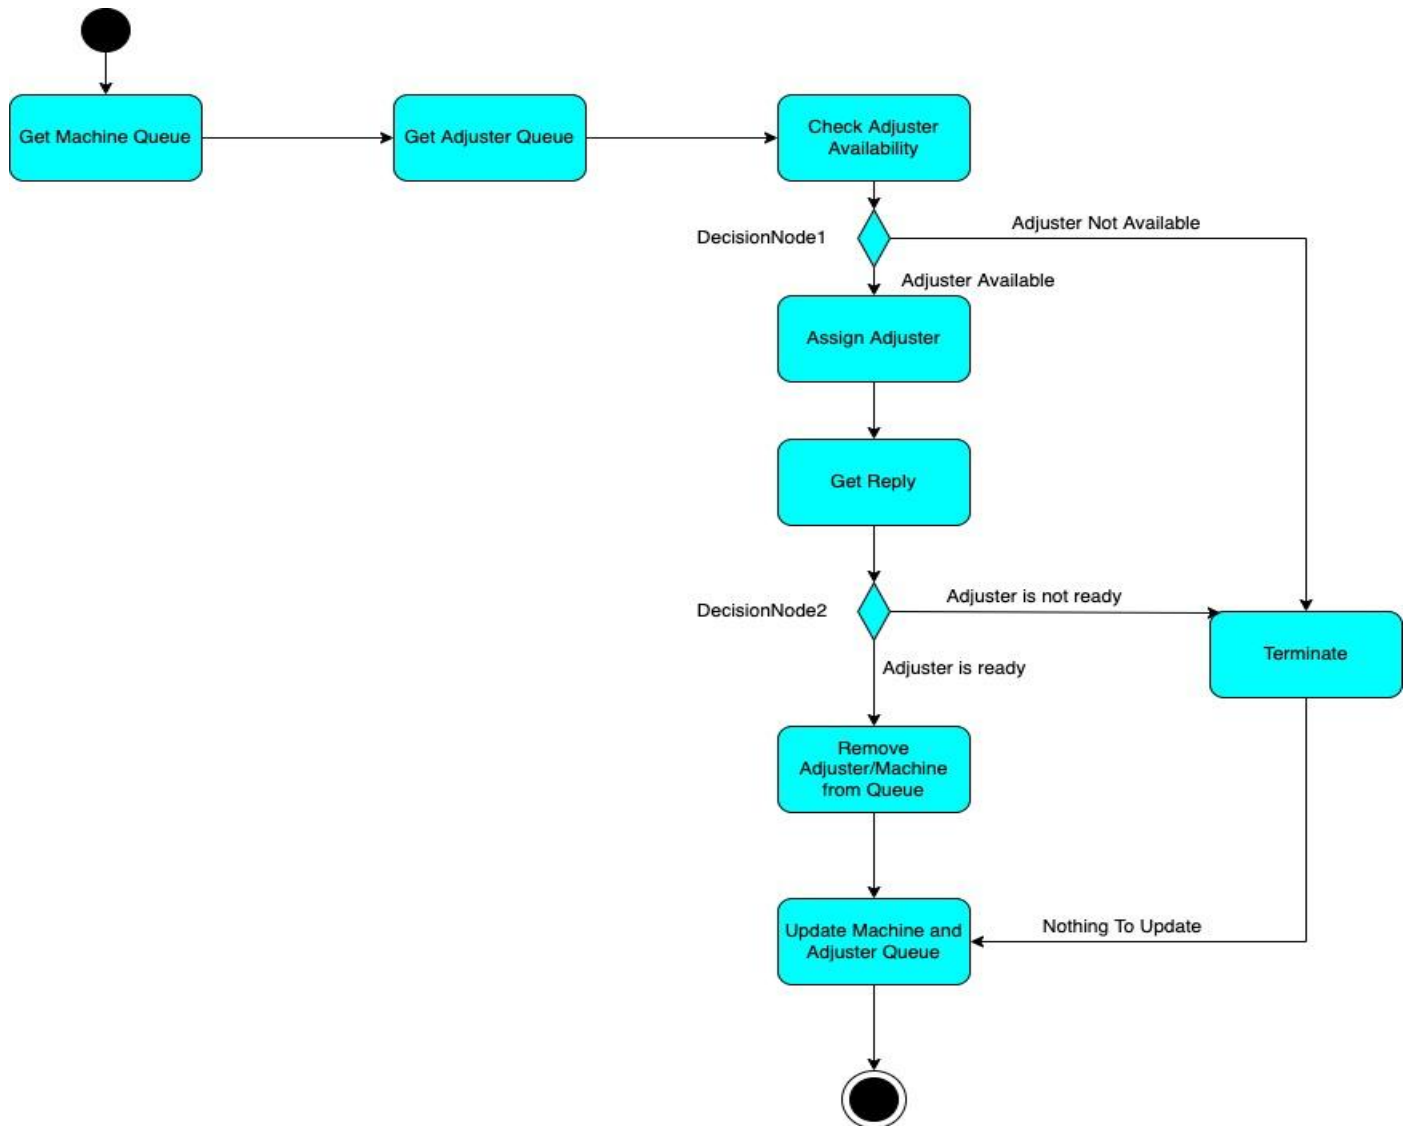 Get Machine Queue
Get Adjuster Queue
Check Adjuster
Availability
DecisionNode1
Adjuster Not Available
Adjuster Available
Assign Adjuster
Get Reply
DecisionNode2
Adjuster is not ready
Adjuster is ready
Terminate
Remove
Adjuster/Machine
from Queue
Update Machine and
Adjuster Queue
Nothing To Update